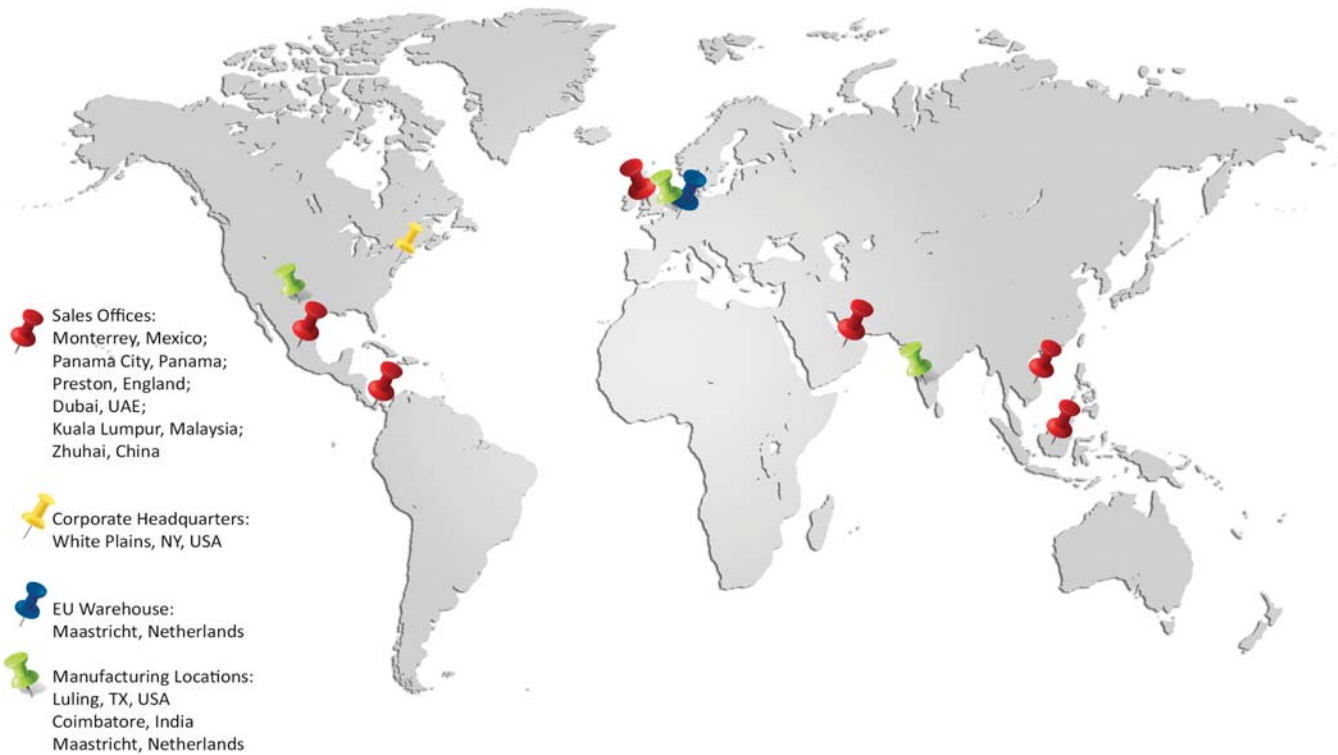 Sales Offices:
Monterrey, Mexico;
Panama City, Panama;
Preston, England;
Dubai, UAE;
Kuala Lumpur, Malaysia;
Zhuhai, China
Corporate Headquarters:
White Plains, NY, USA
EU Warehouse:
Maastricht, Netherlands
Manufacturing Locations:
Luling, TX, USA
Coimbatore, India
Maastricht, Netherlands